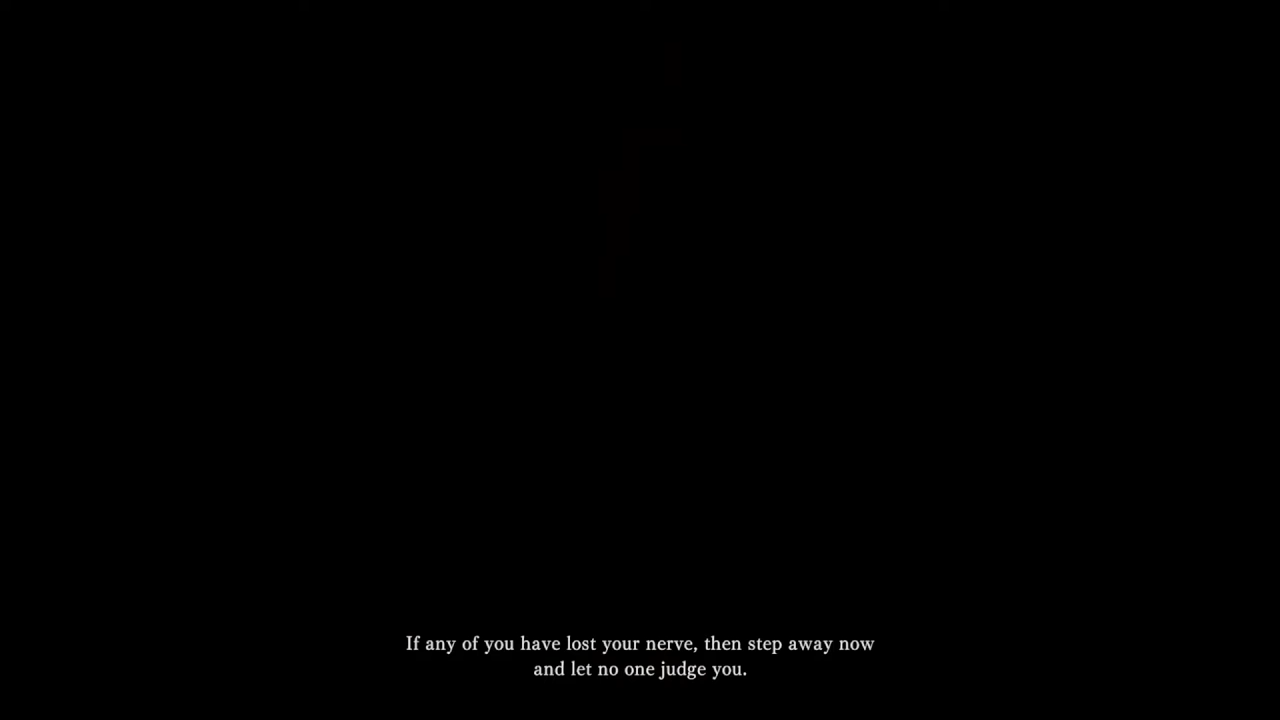 If any of you have lost your nerve, then step away now
and let no one judge you.